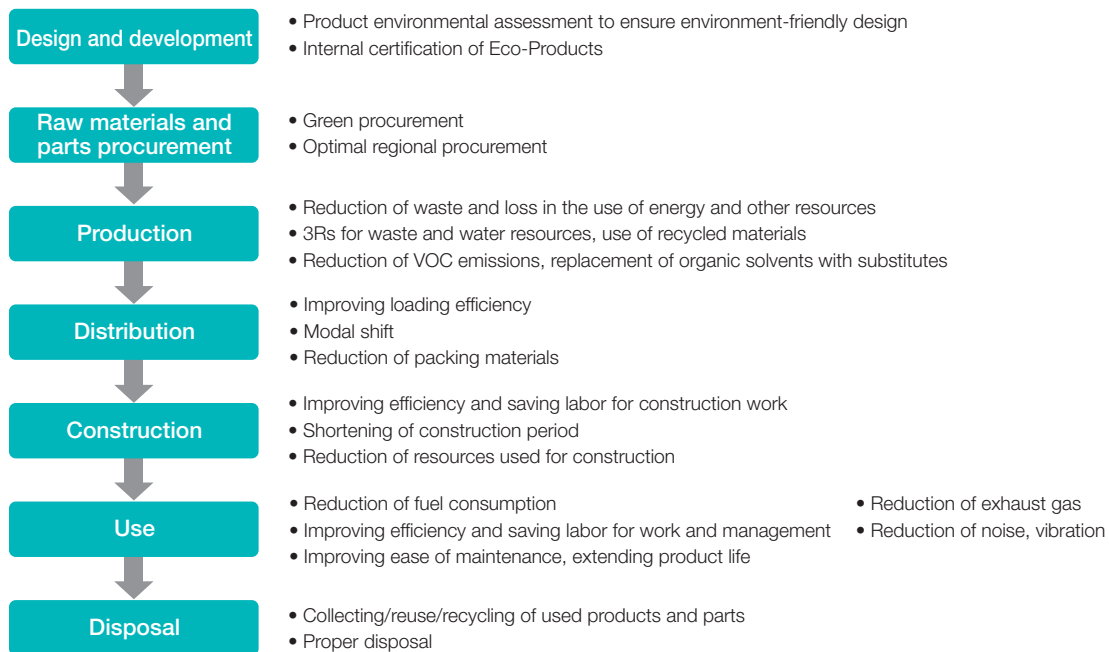 Design and development
• Product environmental assessment to ensure environment-friendly design
• Internal certification of Eco-Products
Raw materials and
parts procurement
• Green procurement
• Optimal regional procurement
Production
• Reduction of waste and loss in the use of energy and other resources
• 3Rs for waste and water resources, use of recycled materials
• Reduction of VOC emissions, replacement of organic solvents with substitutes
Distribution
• Improving loading efficiency
• Modal shift
• Reduction of packing materials
Construction
• Improving efficiency and saving labor for construction work
• Shortening of construction period
• Reduction of resources used for construction
Use
• Reduction of fuel consumption
• Improving efficiency and saving labor for work and management
• Improving ease of maintenance, extending product life
• Reduction of exhaust gas
• Reduction of noise, vibration
Disposal
• Collecting/reuse/recycling of used products and parts
• Proper disposal